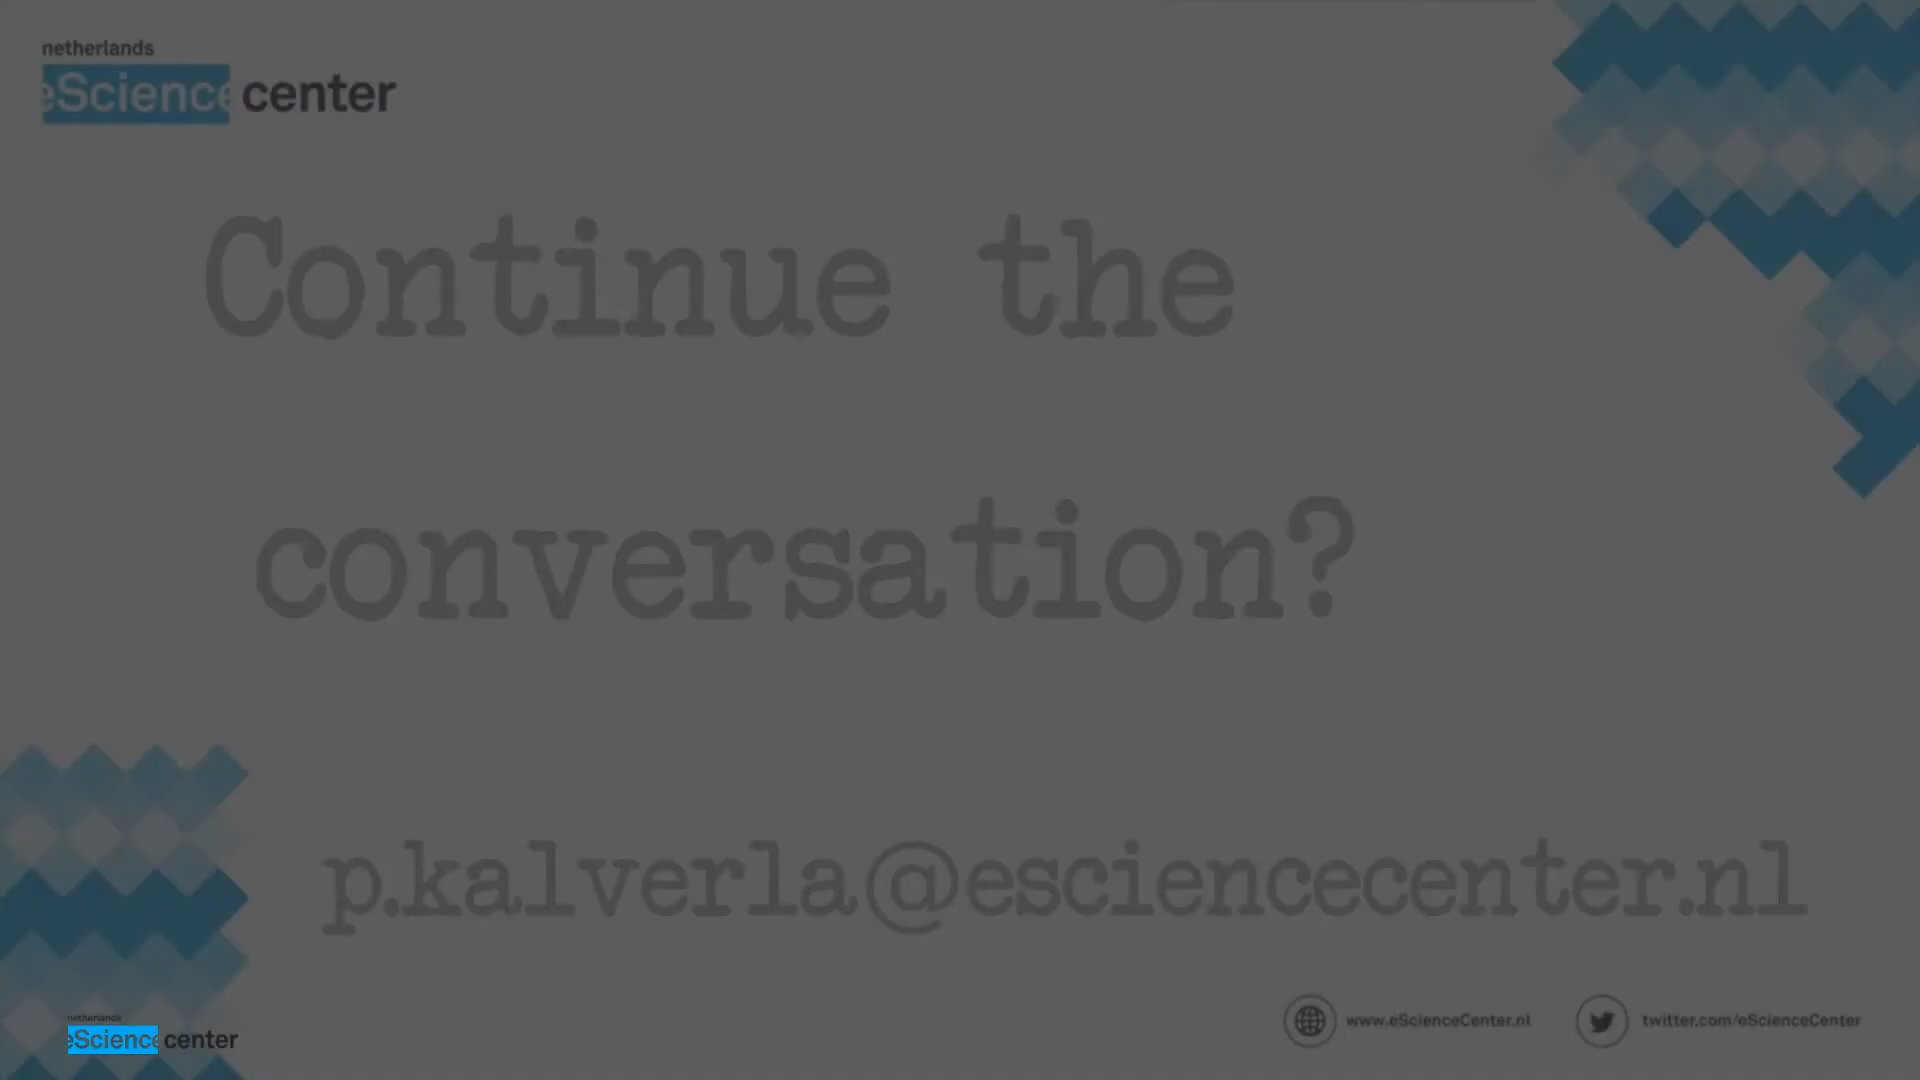 netherlands
eScience center
Continue the
conversation?
p.kalverla@esciencecenter.nl
www.eScienceCenter.nl
twitter.com/eScienceCenter
netherlands
eScience center